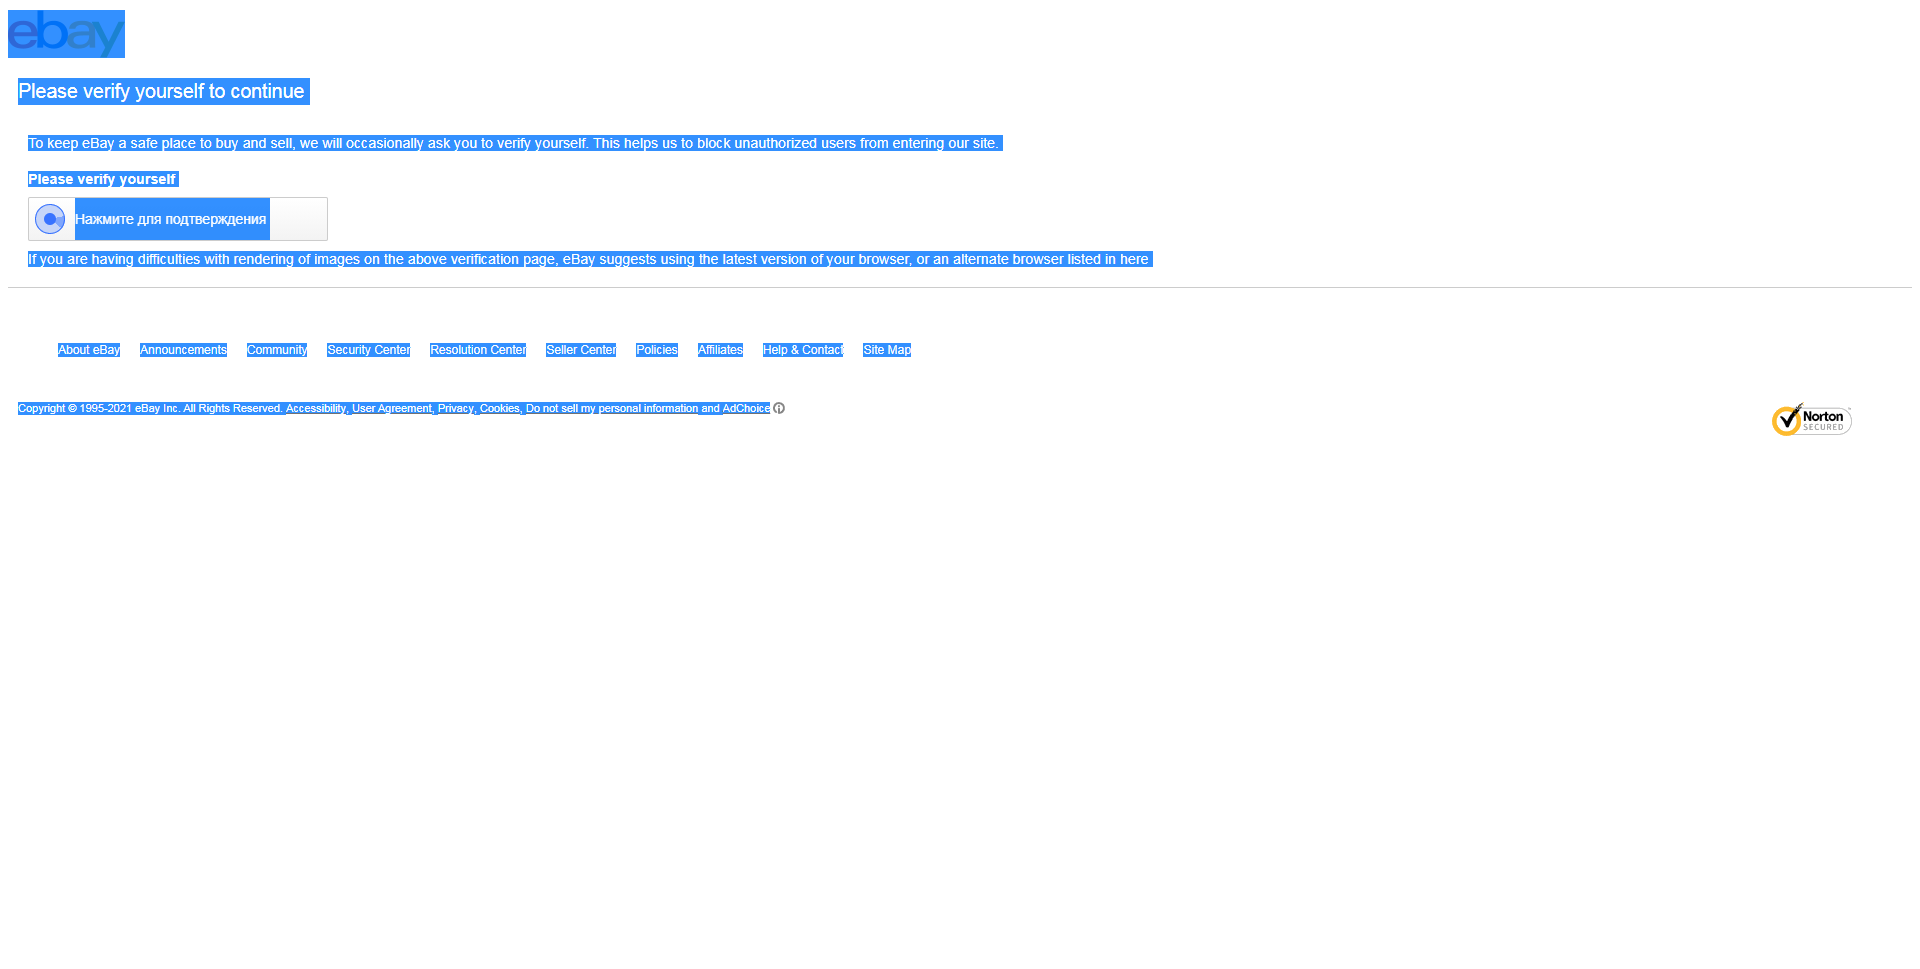 ebay
Please verify yourself to continue
To keep eBay a safe place to buy and sell, we will occasionally ask you to verify yourself. This helps us to block unauthorized users from entering our site.
Please verify yourself
Нажмите для подтверждения
If you are having difficulties with rendering of images on the above verification page, eBay suggests using the latest version of your browser, or an alternate browser listed in here
About eBay Announcements Community Security Center Resolution Center Seller Center Policies Affiliates Help & Contact Site Map
Copyright © 1995-2021 eBay Inc. All Rights Reserved. Accessibility, User Agreement, Privacy, Cookies, Do not sell my personal information and AdChoice
Norton
SECURED